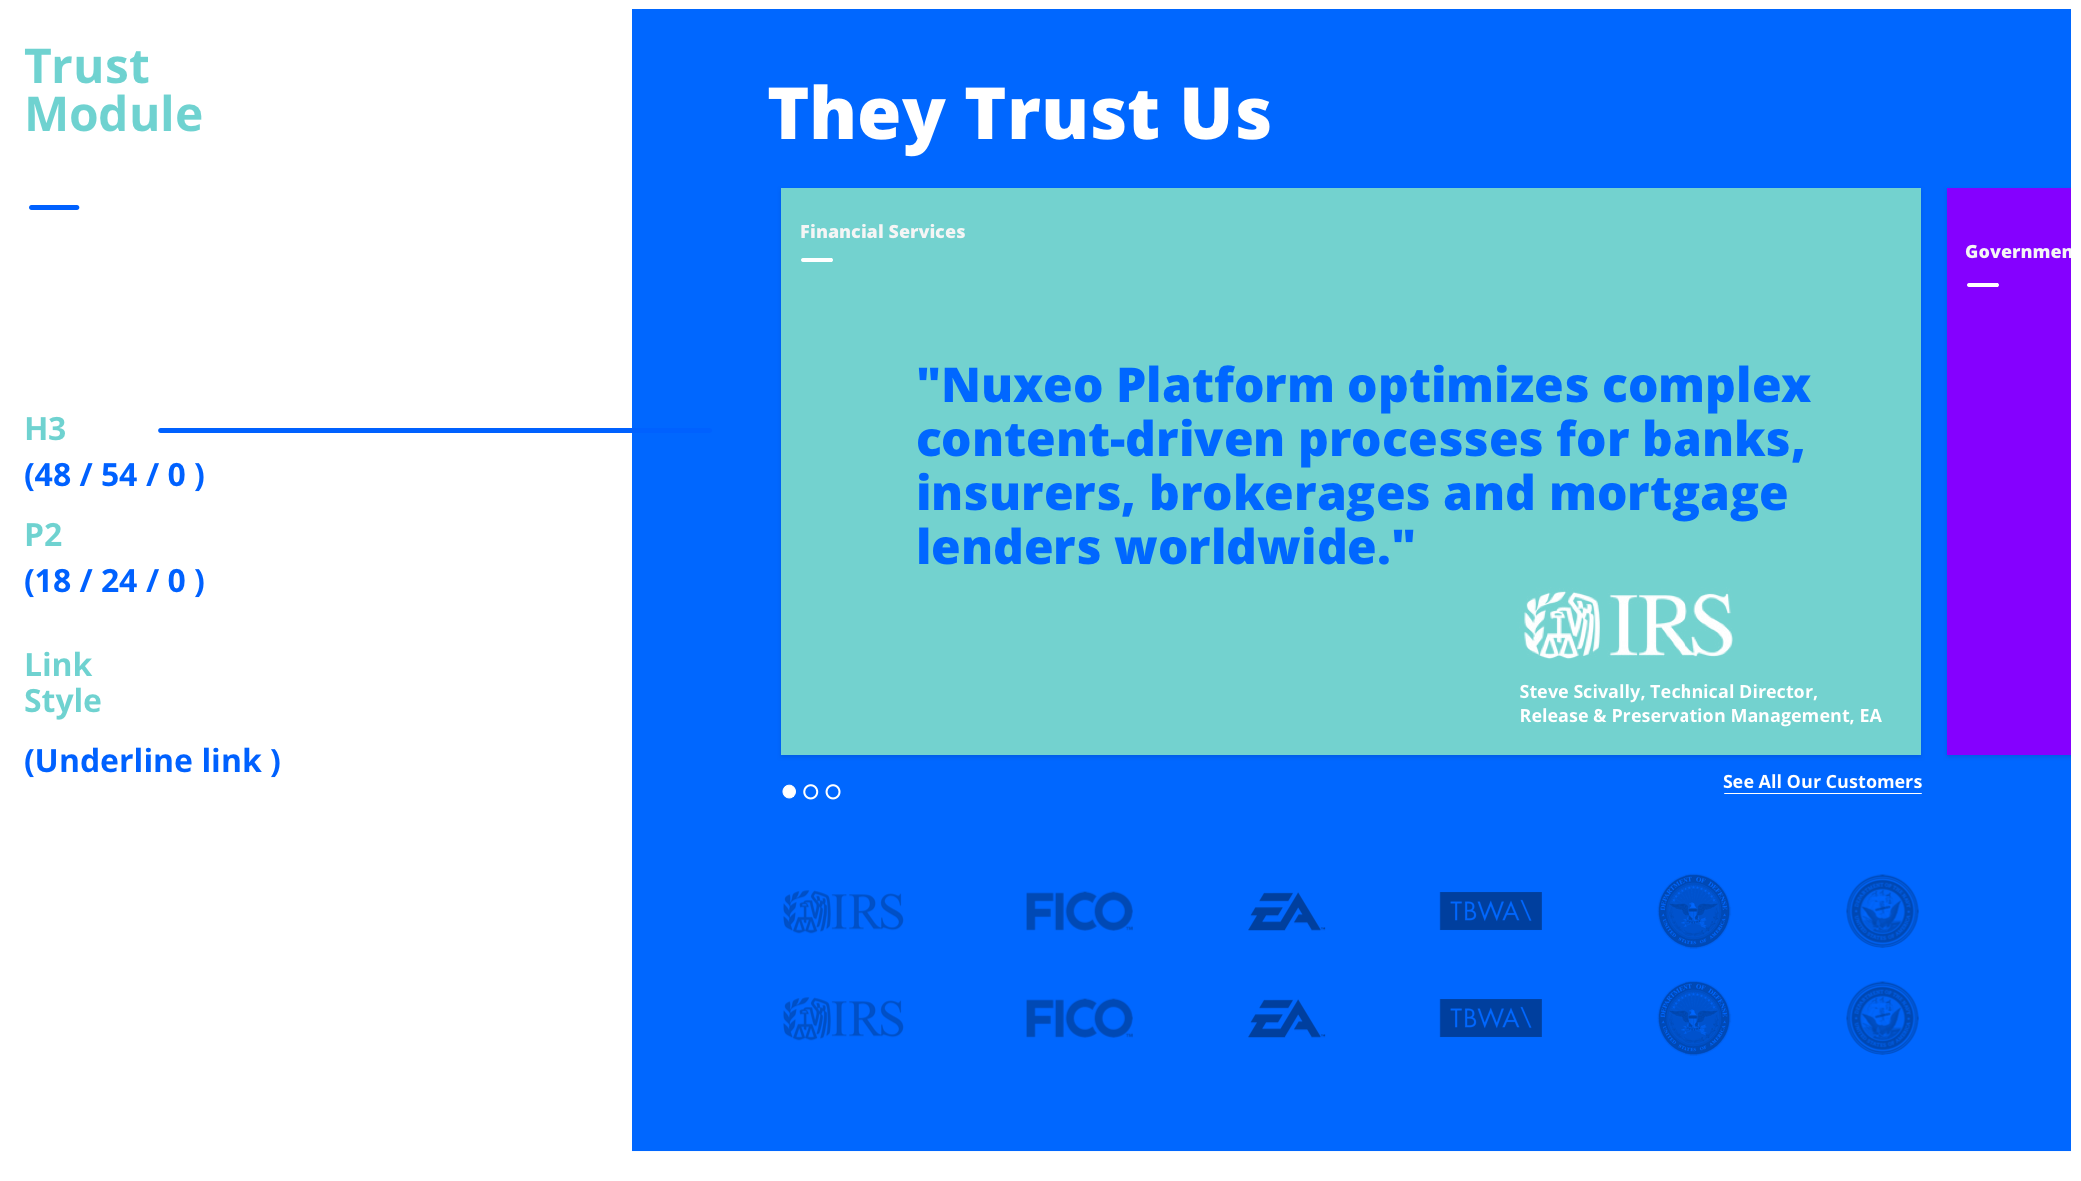 Trust
Module
H3
(48 / 54 / 0 )
P2
(18 / 24 / 0 )
Link
Style
(Underline link )
They Trust Us
Financial Services
"Nuxeo Platform optimizes complex
content-driven processes for banks,
insurers, brokerages and mortgage
lenders worldwide."
IRS
Steve Scivally, Technical Director,
Release & Preservation Management, EA
Governmen
See All Our Customers
IRS
FICO
EA
TBWA\
IRS
FICO
EA
TBWA\